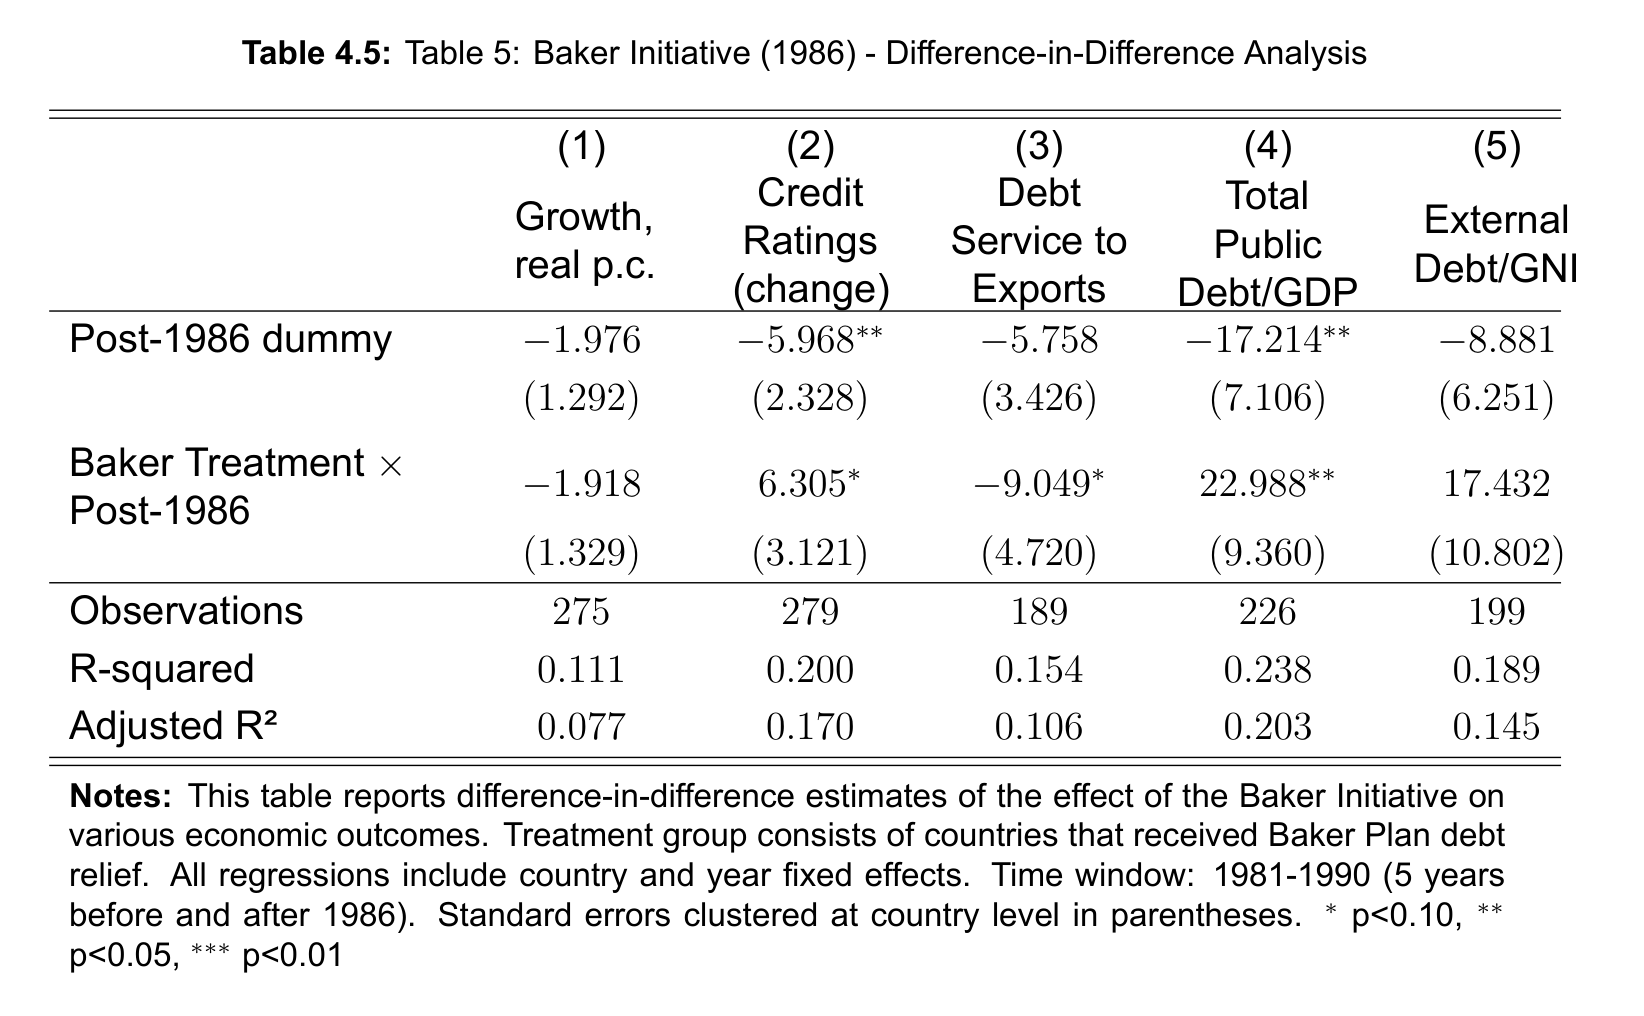 Table 4.5: Table 5: Baker Initiative (1986) - Difference-in-Difference Analysis
(1) (2) (3) (4) (5)
Growth, real p.c. Credit Ratings (change) Debt Service to Exports Total Public Debt/GDP External Debt/GNI
Post-1986 dummy −1.976 −5.968** −5.758 −17.214** −8.881
(1.292) (2.328) (3.426) (7.106) (6.251)
Baker Treatment × Post-1986 −1.918 6.305* −9.049* 22.988** 17.432
(1.329) (3.121) (4.720) (9.360) (10.802)
Observations 275 279 189 226 199
R-squared 0.111 0.200 0.154 0.238 0.189
Adjusted R² 0.077 0.170 0.106 0.203 0.145
Notes: This table reports difference-in-difference estimates of the effect of the Baker Initiative on
various economic outcomes. Treatment group consists of countries that received Baker Plan debt
relief. All regressions include country and year fixed effects. Time window: 1981-1990 (5 years
before and after 1986). Standard errors clustered at country level in parentheses. * p<0.10, **
p<0.05, *** p<0.01